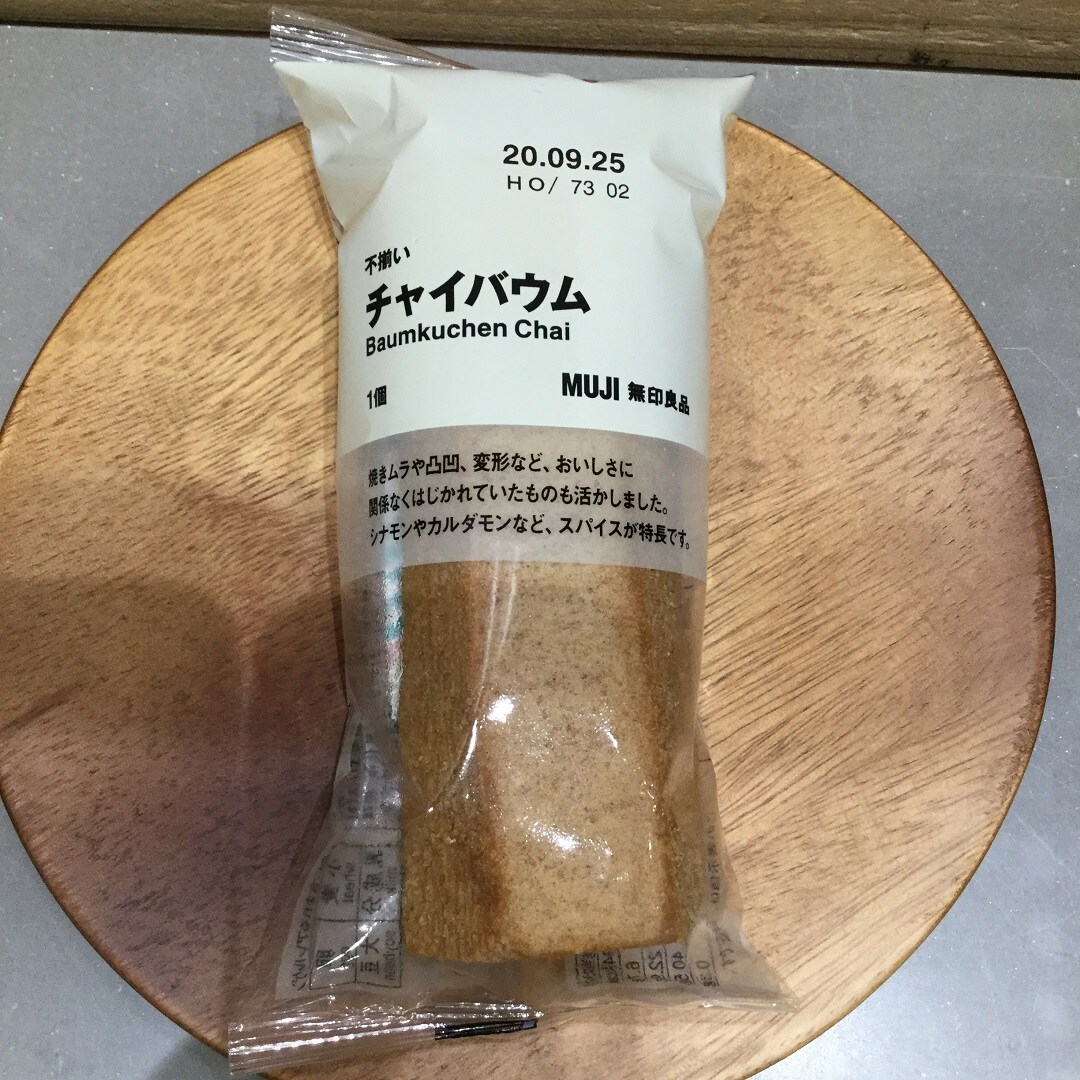 20.09.25
HO/ 73 02
不揃い
チャイバウム
Baumkuchen Chai
1個
MUJI 無印良品
焼きムラや凸凹、変形など、おいしさに
関係なくはじかれていたものも活かしました。
シナモンやカルダモンなど、スパイスが特長です。